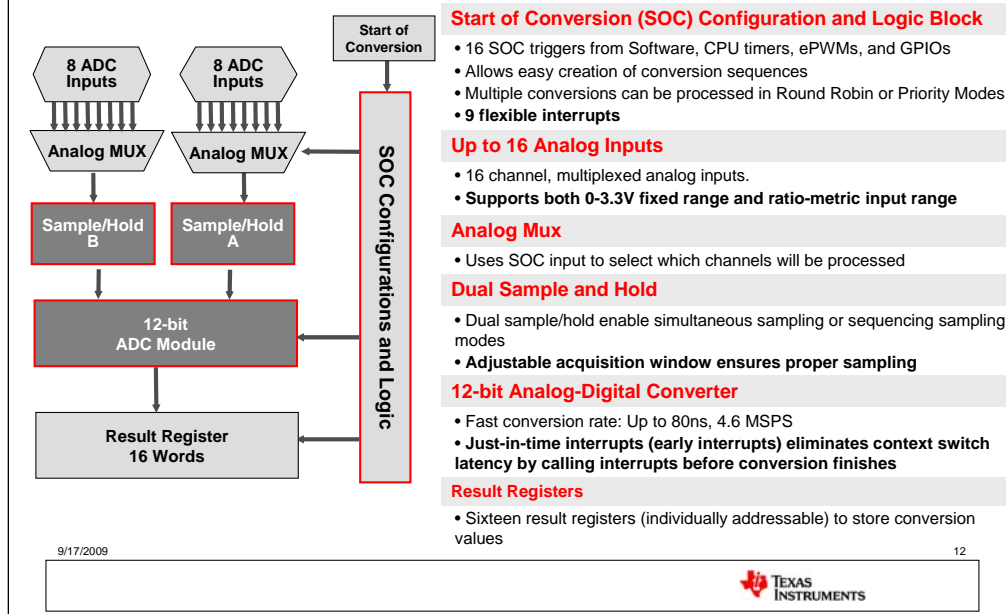 Start of
Conversion
8 ADC
Inputs
8 ADC
Inputs
Analog MUX
Analog MUX
Sample/Hold
B
Sample/Hold
A
12-bit
ADC Module
Result Register
16 Words
SOC Configurations and Logic
Start of Conversion (SOC) Configuration and Logic Block
• 16 SOC triggers from Software, CPU timers, ePWMs, and GPIOs
• Allows easy creation of conversion sequences
• Multiple conversions can be processed in Round Robin or Priority Modes
• 9 flexible interrupts
Up to 16 Analog Inputs
• 16 channel, multiplexed analog inputs.
• Supports both 0-3.3V fixed range and ratio-metric input range
Analog Mux
• Uses SOC input to select which channels will be processed
Dual Sample and Hold
• Dual sample/hold enable simultaneous sampling or sequencing sampling
modes
• Adjustable acquisition window ensures proper sampling
12-bit Analog-Digital Converter
• Fast conversion rate: Up to 80ns, 4.6 MSPS
• Just-in-time interrupts (early interrupts) eliminates context switch
latency by calling interrupts before conversion finishes
Result Registers
• Sixteen result registers (individually addressable) to store conversion
values
9/17/2009
12
TEXAS
INSTRUMENTS